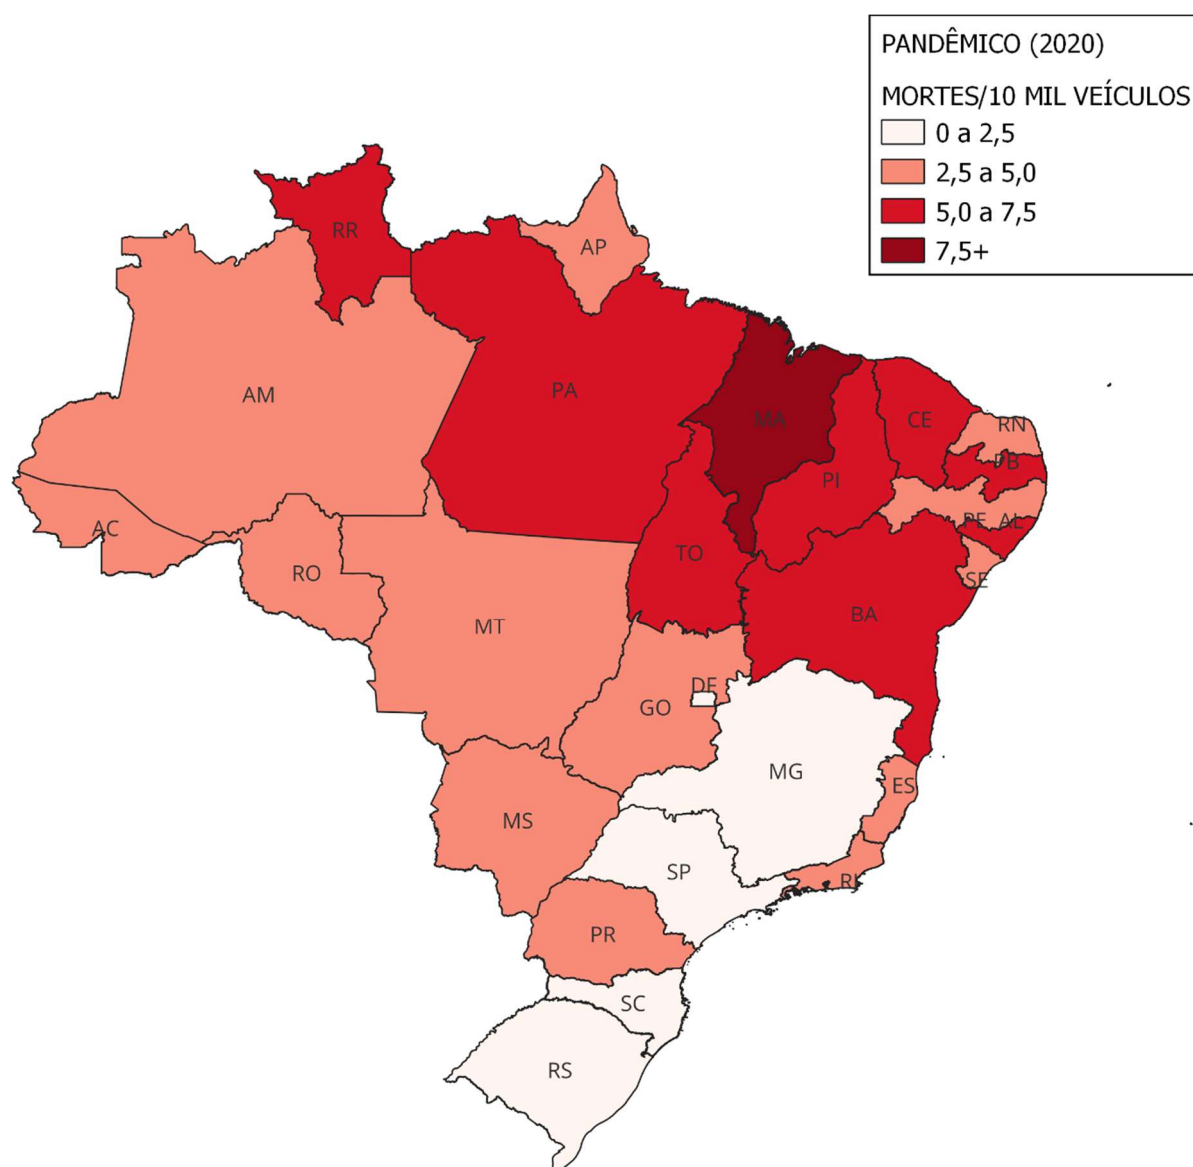 PANDÊMICO (2020)
MORTES/10 MIL VEÍCULOS
0 a 2,5
2,5 a 5,0
5,0 a 7,5
7,5+
RR
AP
AM
PA
MA
CE
RN
PB
PI
PE
AL
AC
TO
SE
RO
BA
MT
DF
GO
MG
ES
MS
SP
RJ
PR
SC
RS